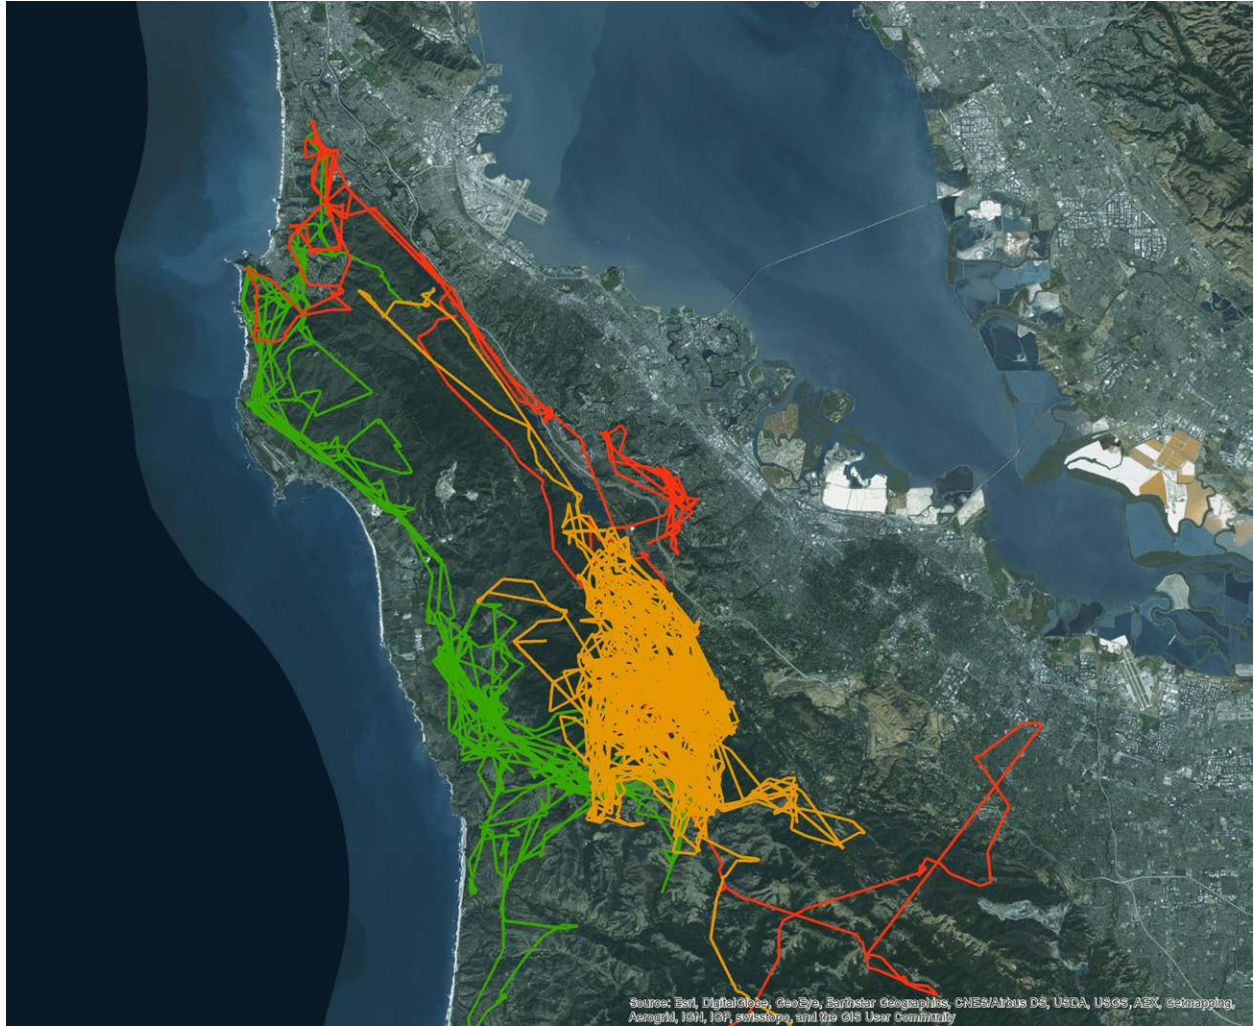 Source: Esri, DigitalGlobe, GeoEye, Earthstar Geographics, CNES/Airbus DS, USDA, USGS, AEX, Getmapping,
Aerogrid, IGN, IGP, swisstopo, and the GIS User Community